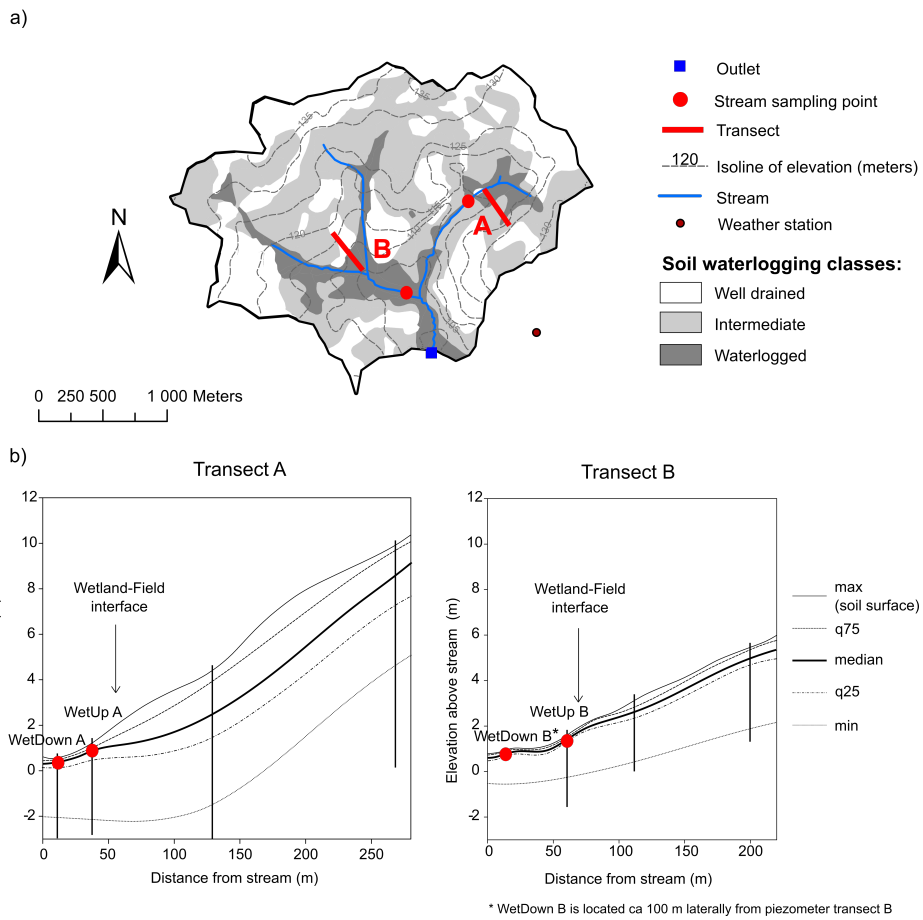 a)
N
0 250 500 1 000 Meters
135
135
130
125
120
130
A
B
Outlet
Stream sampling point
Transect
120 Isoline of elevation (meters)
Stream
Weather station
Soil waterlogging classes:
Well drained
Intermediate
Waterlogged
b)
Transect A
12
10
8
6
4
2
0
-2
0 50 100 150 200 250
Distance from stream (m)
Wetland-Field
interface
WetUp A
WetDown A
Transect B
Elevation above stream (m)
12
10
8
6
4
2
0
-2
0 50 100 150 200
Distance from stream (m)
Wetland-Field
interface
WetUp B
WetDown B*
max
(soil surface)
q75
median
q25
min
* WetDown B is located ca 100 m laterally from piezometer transect B